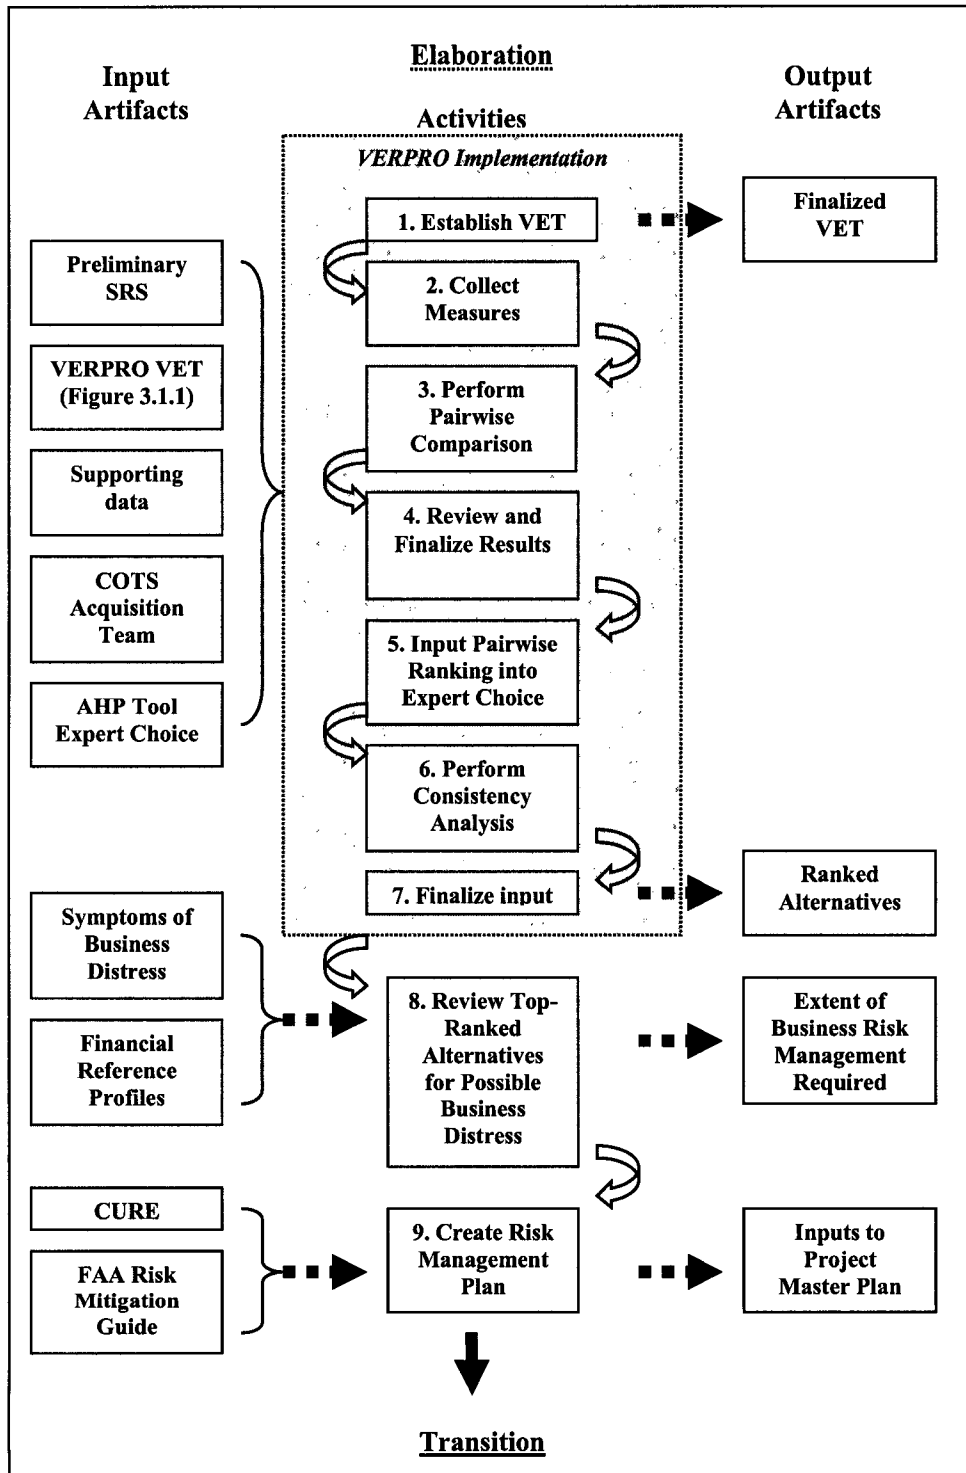 Elaboration
Input
Artifacts
Output
Artifacts
Activities
VERPRO Implementation
1. Establish VET
Finalized
VET
Preliminary
SRS
2. Collect
Measures
VERPRO VET
(Figure 3.1.1)
3. Perform
Pairwise
Comparison
Supporting
data
4. Review and
Finalize Results
COTS
Acquisition
Team
5. Input Pairwise
Ranking into
Expert Choice
AHP Tool
Expert Choice
6. Perform
Consistency
Analysis
7. Finalize input
Ranked
Alternatives
Symptoms of
Business
Distress
Financial
Reference
Profiles
8. Review Top-
Ranked
Alternatives
for Possible
Business
Distress
Extent of
Business Risk
Management
Required
CURE
FAA Risk
Mitigation
Guide
9. Create Risk
Management
Plan
Inputs to
Project
Master Plan
Transition